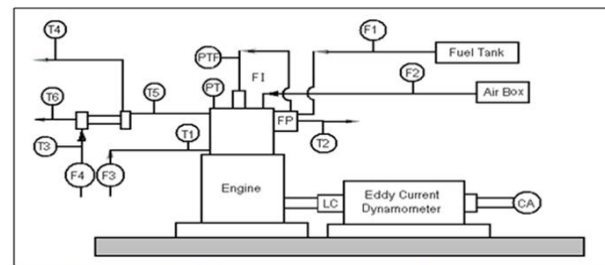 T4
F1
PTF
FI
Fuel Tank
T6
T5
PT
F2
Air Box
FP
T3
T1
T2
F4
F3
Engine
LC
Eddy Current
Dynamometer
CA